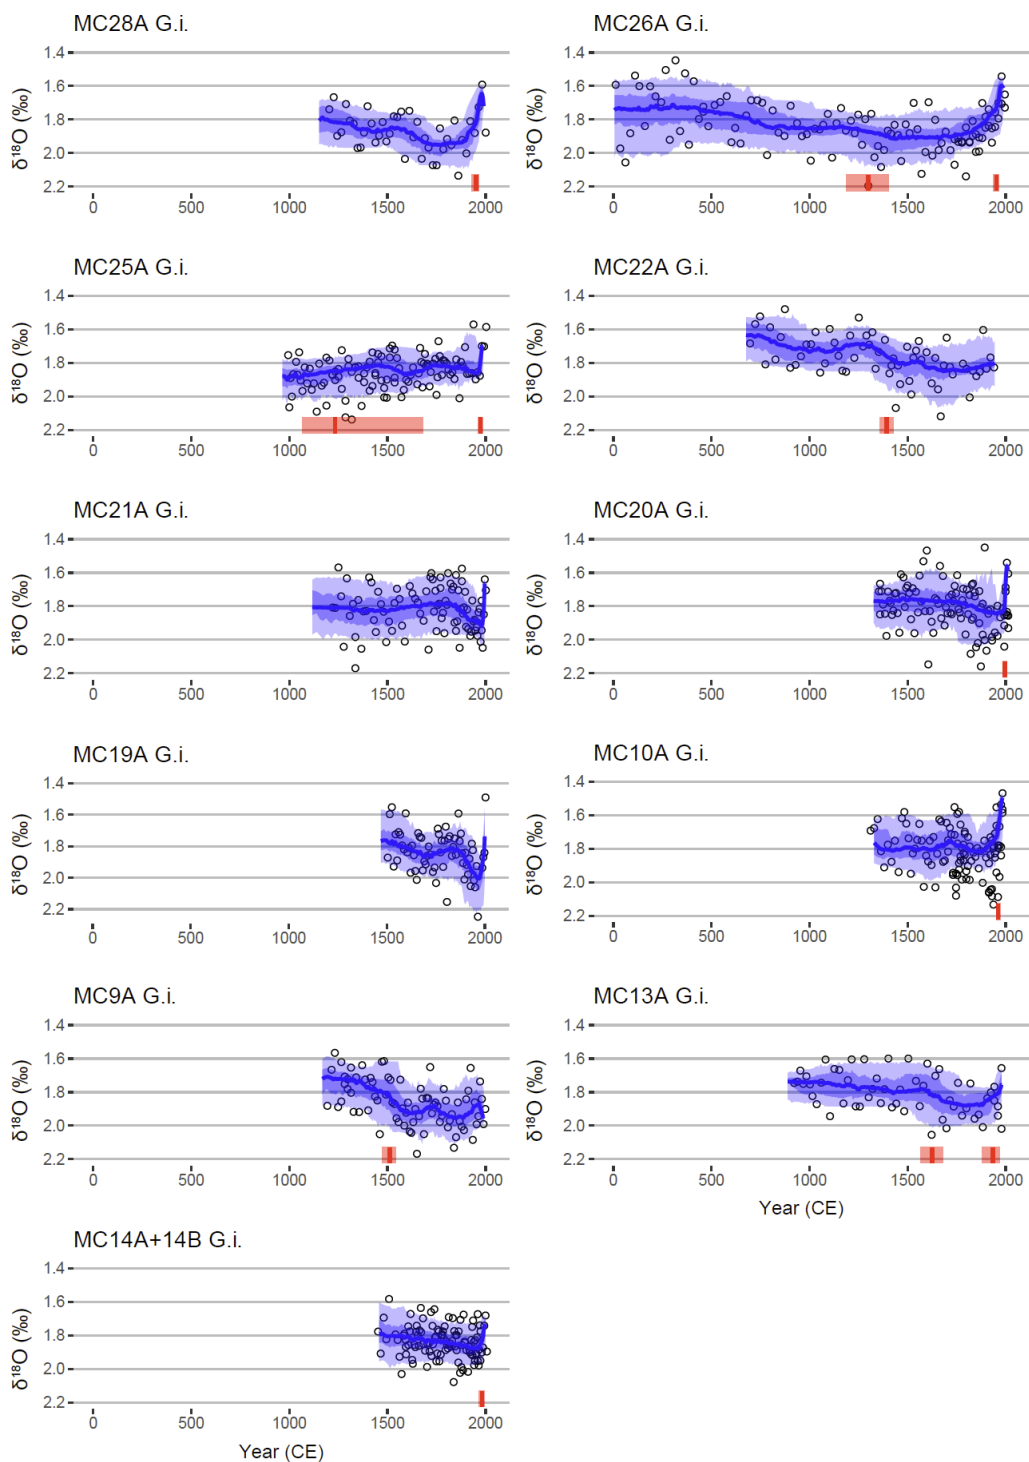 MC28A G.i.
δ¹⁸O (‰)
1.4
1.6
1.8
2.0
2.2
0 500 1000 1500 2000
MC26A G.i.
δ¹⁸O (‰)
1.4
1.6
1.8
2.0
2.2
0 500 1000 1500 2000
MC25A G.i.
δ¹⁸O (‰)
1.4
1.6
1.8
2.0
2.2
0 500 1000 1500 2000
MC22A G.i.
δ¹⁸O (‰)
1.4
1.6
1.8
2.0
2.2
0 500 1000 1500 2000
MC21A G.i.
δ¹⁸O (‰)
1.4
1.6
1.8
2.0
2.2
0 500 1000 1500 2000
MC20A G.i.
δ¹⁸O (‰)
1.4
1.6
1.8
2.0
2.2
0 500 1000 1500 2000
MC19A G.i.
δ¹⁸O (‰)
1.4
1.6
1.8
2.0
2.2
0 500 1000 1500 2000
MC10A G.i.
δ¹⁸O (‰)
1.4
1.6
1.8
2.0
2.2
0 500 1000 1500 2000
MC9A G.i.
δ¹⁸O (‰)
1.4
1.6
1.8
2.0
2.2
0 500 1000 1500 2000
MC13A G.i.
δ¹⁸O (‰)
1.4
1.6
1.8
2.0
2.2
0 500 1000 1500 2000
Year (CE)
MC14A+14B G.i.
δ¹⁸O (‰)
1.4
1.6
1.8
2.0
2.2
0 500 1000 1500 2000
Year (CE)